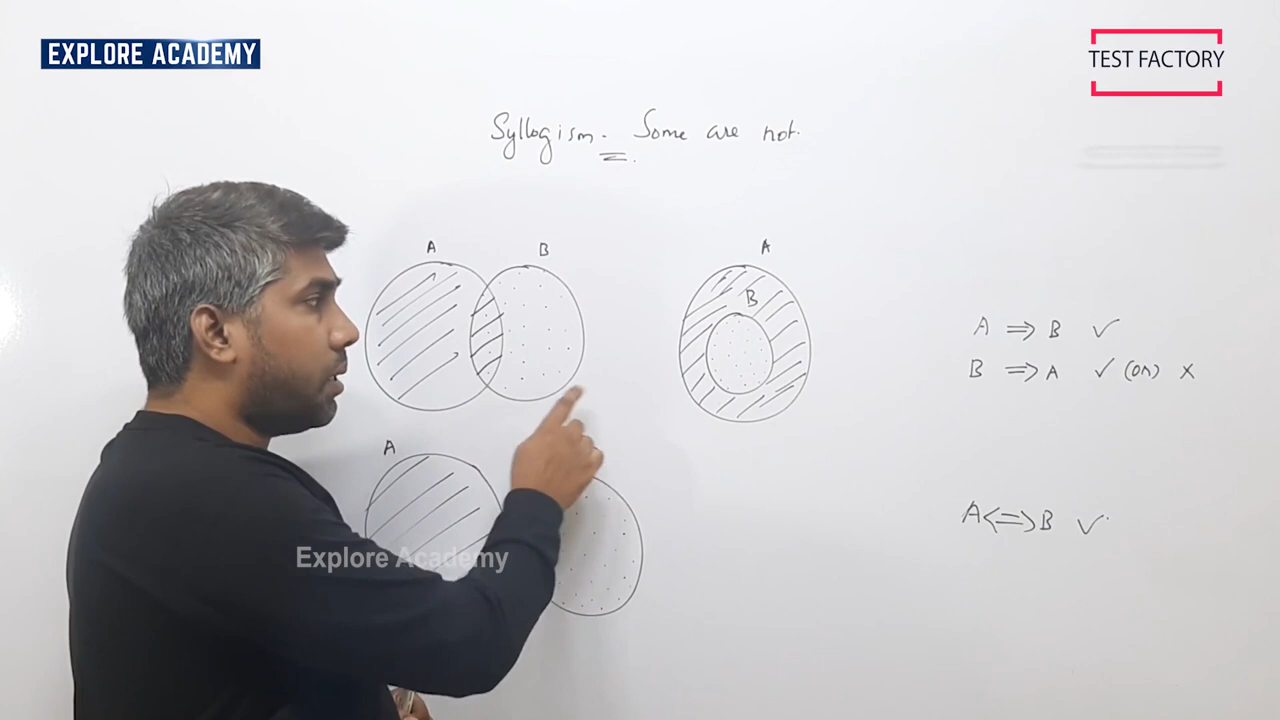 EXPLORE ACADEMY
TEST FACTORY
Syllogism. Some are not.
A
B
A
B
A ⇒ B ✓
B ⇒ A ✓ (or) x
A
A <=> B ✓
Explore Academy